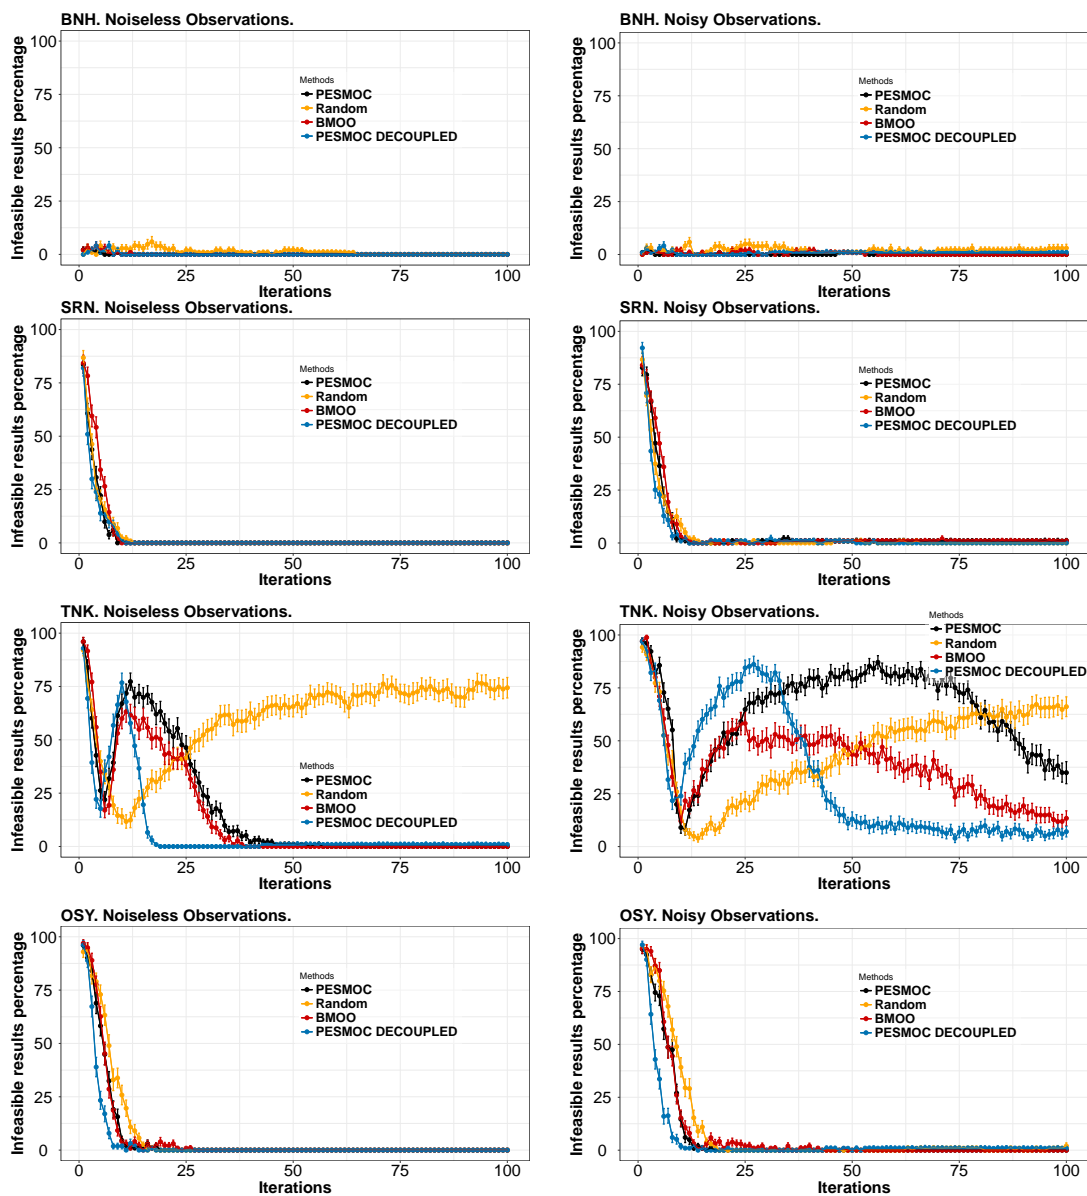 BNH. Noiseless Observations.
Infeasible results percentage
100
75
50
25
0
Methods
PESMOC
Random
BMOO
PESMOC DECOUPLED
0 25 50 75 100
Iterations
BNH. Noisy Observations.
Infeasible results percentage
100
75
50
25
0
Methods
PESMOC
Random
BMOO
PESMOC DECOUPLED
0 25 50 75 100
Iterations
SRN. Noiseless Observations.
Infeasible results percentage
100
75
50
25
0
Methods
PESMOC
Random
BMOO
PESMOC DECOUPLED
0 25 50 75 100
Iterations
SRN. Noisy Observations.
Infeasible results percentage
100
75
50
25
0
Methods
PESMOC
Random
BMOO
PESMOC DECOUPLED
0 25 50 75 100
Iterations
TNK. Noiseless Observations.
Infeasible results percentage
100
75
50
25
0
Methods
PESMOC
Random
BMOO
PESMOC DECOUPLED
0 25 50 75 100
Iterations
TNK. Noisy Observations.
Infeasible results percentage
100
75
50
25
0
Methods
PESMOC
Random
BMOO
PESMOC DECOUPLED
0 25 50 75 100
Iterations
OSY. Noiseless Observations.
Infeasible results percentage
100
75
50
25
0
Methods
PESMOC
Random
BMOO
PESMOC DECOUPLED
0 25 50 75 100
Iterations
OSY. Noisy Observations.
Infeasible results percentage
100
75
50
25
0
Methods
PESMOC
Random
BMOO
PESMOC DECOUPLED
0 25 50 75 100
Iterations